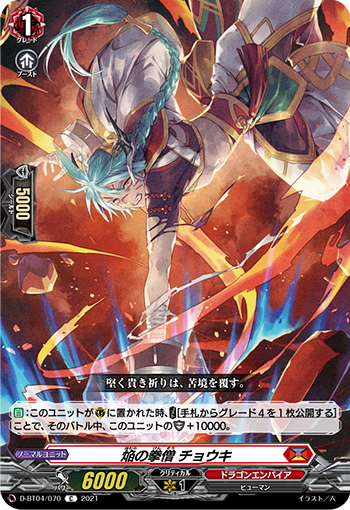 1
グレード
ブースト
5000
シールド
堅く貴き祈りは、苦境を覆す。
自:このユニットがGに置かれた時、【手札からグレード4を1枚公開する】
ことで、そのバトル中、このユニットの+10000。
ノーマルユニット
焔の拳僧 チョウキ
パワー
6000
クリティカル
1
ドラゴンエンパイア
ヒューマン
D-BT04/070 C 2021
イラスト/六